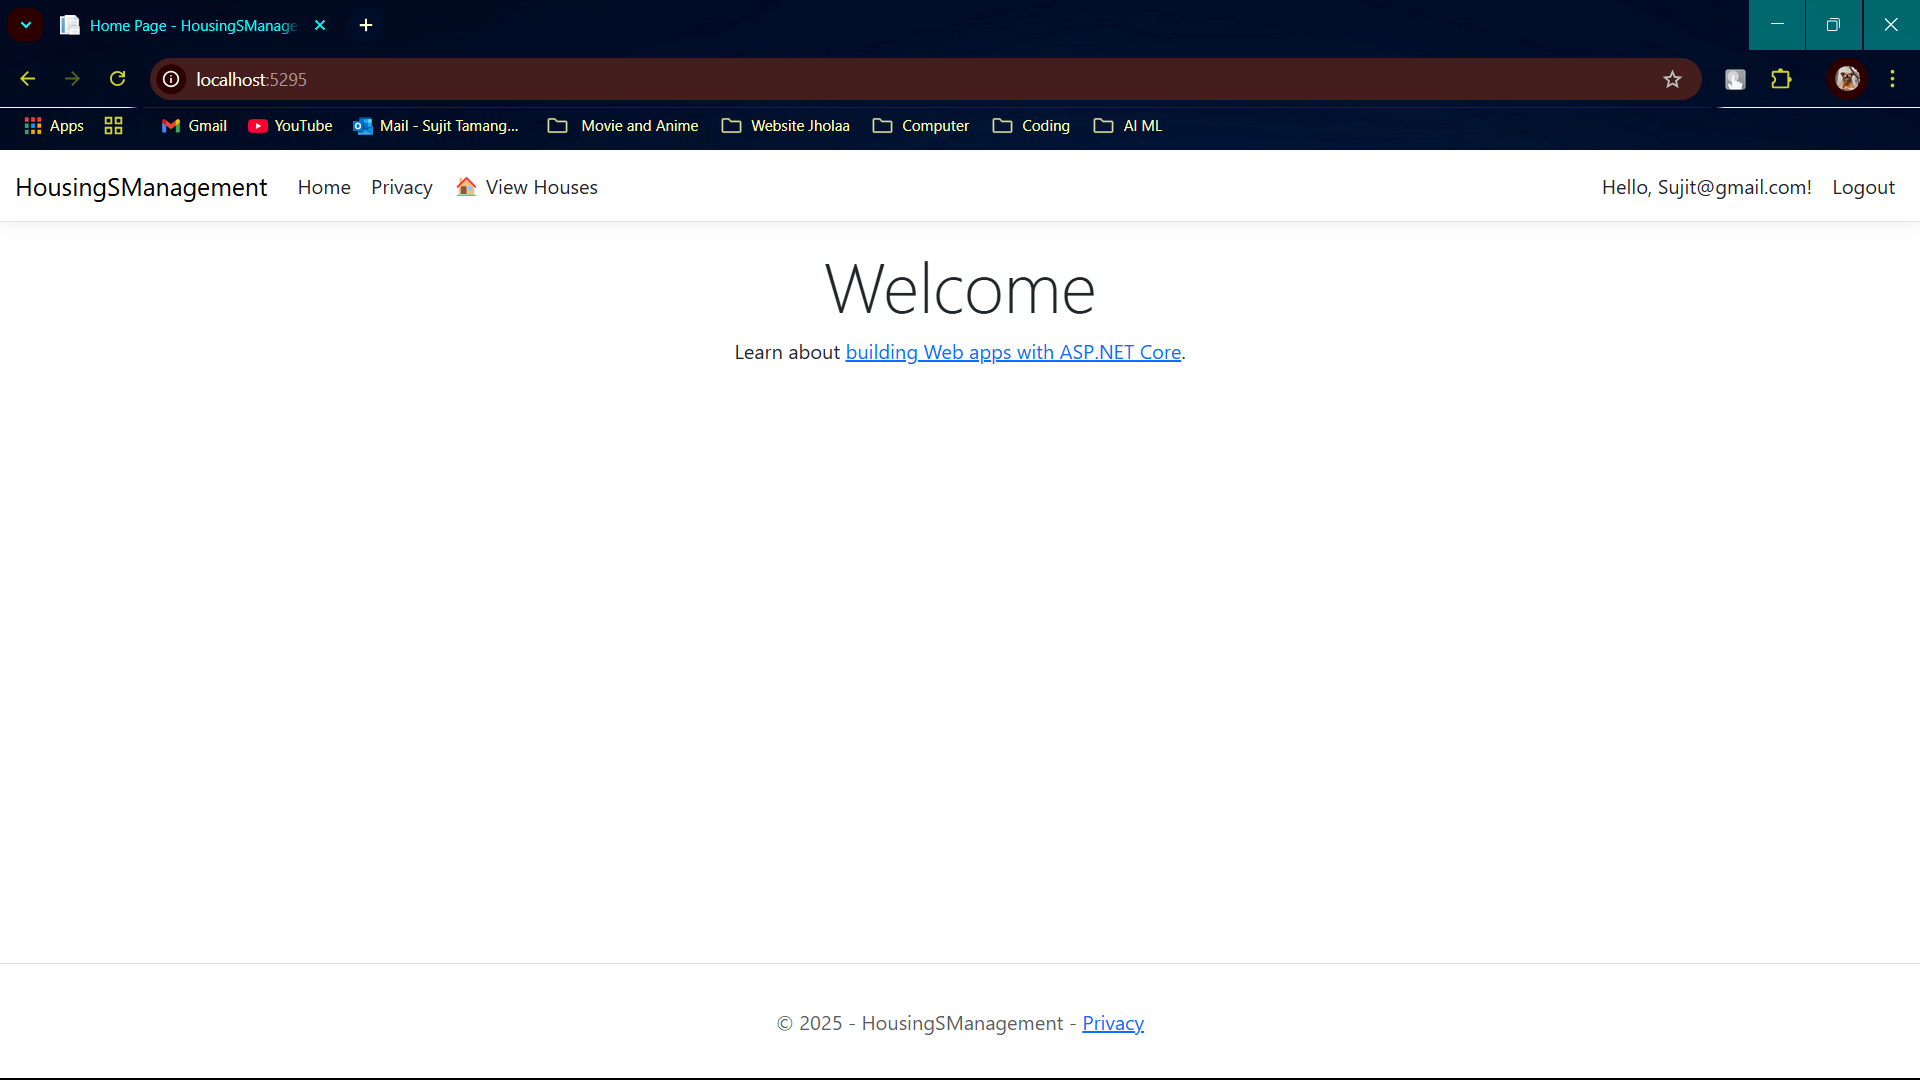 Home Page - HousingSManage
localhost:5295
Apps Gmail YouTube Mail - Sujit Tamang... Movie and Anime Website Jholaa Computer Coding AI ML
HousingSManagement Home Privacy View Houses Hello, Sujit@gmail.com! Logout
Welcome
Learn about building Web apps with ASP.NET Core.
© 2025 - HousingSManagement - Privacy